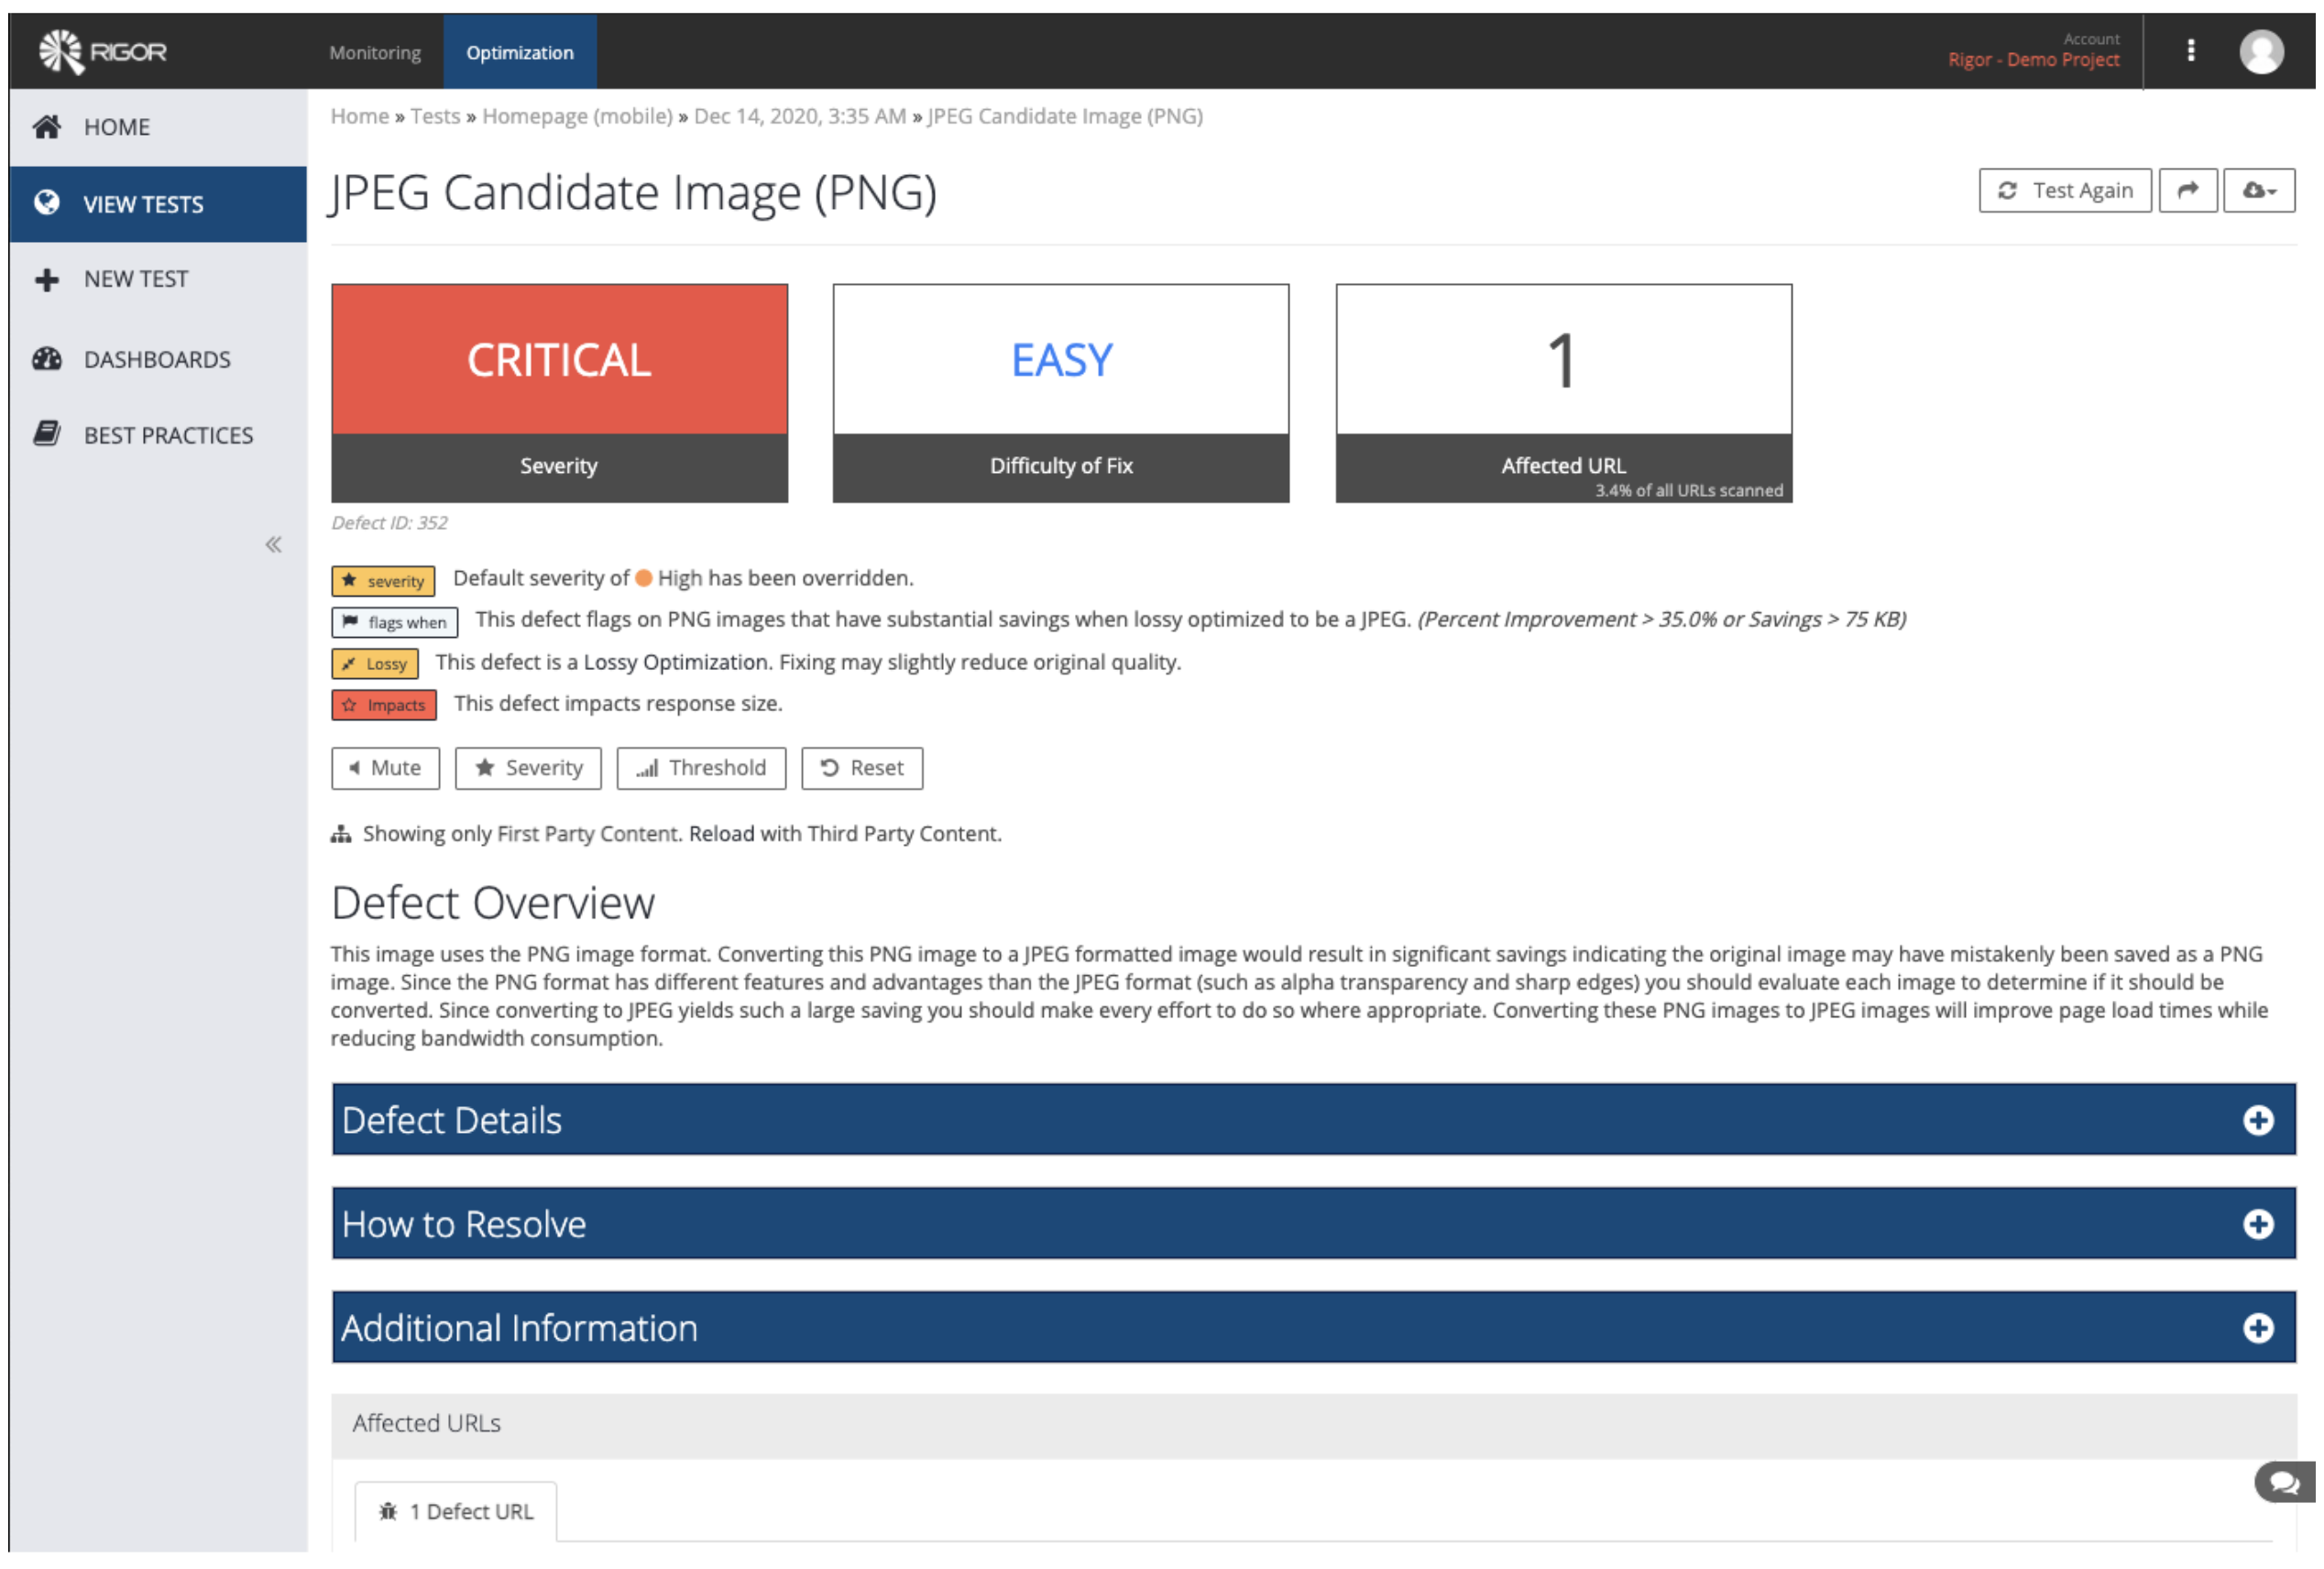 RIGOR
Monitoring
Optimization
Account
Rigor - Demo Project
HOME
VIEW TESTS
NEW TEST
DASHBOARDS
BEST PRACTICES
Home » Tests » Homepage (mobile) » Dec 14, 2020, 3:35 AM » JPEG Candidate Image (PNG)
JPEG Candidate Image (PNG)
Test Again
CRITICAL
Severity
EASY
Difficulty of Fix
1
Affected URL
3.4% of all URLs scanned
Defect ID: 352
severity Default severity of High has been overridden.
flags when This defect flags on PNG images that have substantial savings when lossy optimized to be a JPEG. (Percent Improvement > 35.0% or Savings > 75 KB)
Lossy This defect is a Lossy Optimization. Fixing may slightly reduce original quality.
Impacts This defect impacts response size.
Mute Severity Threshold Reset
Showing only First Party Content. Reload with Third Party Content.
Defect Overview
This image uses the PNG image format. Converting this PNG image to a JPEG formatted image would result in significant savings indicating the original image may have mistakenly been saved as a PNG
image. Since the PNG format has different features and advantages than the JPEG format (such as alpha transparency and sharp edges) you should evaluate each image to determine if it should be
converted. Since converting to JPEG yields such a large saving you should make every effort to do so where appropriate. Converting these PNG images to JPEG images will improve page load times while
reducing bandwidth consumption.
Defect Details
How to Resolve
Additional Information
Affected URLs
1 Defect URL